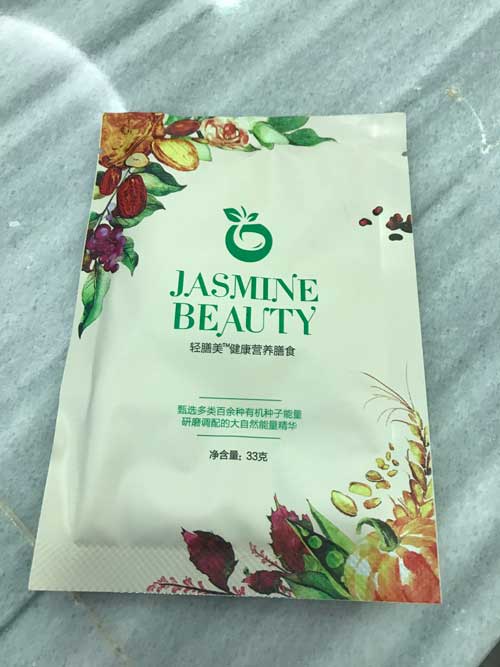 JASMINE
BEAUTY
轻膳美™健康营养膳食
甄选多类百余种有机种子能量
研磨调配的大自然能量精华
净含量：33克